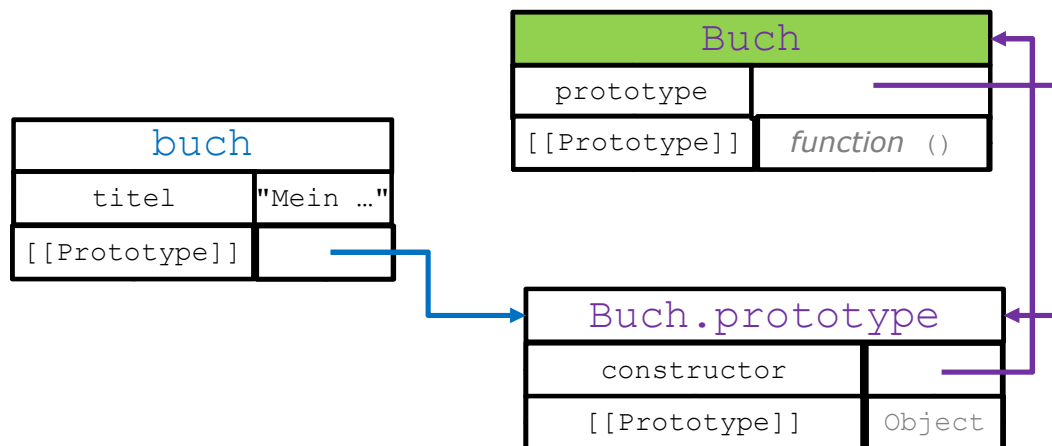 Buch
prototype
[[Prototype]] function ()
buch
titel "Mein …"
[[Prototype]]
Buch.prototype
constructor
[[Prototype]] Object